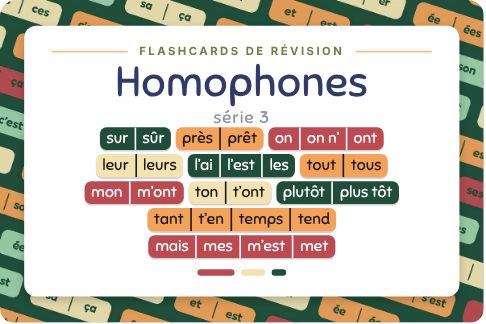 FLASHCARDS DE RÉVISION
Homophones
série 3
sur sûr près prêt on on n' ont
leur leurs l'ai l'est les tout tous
mon m'ont ton t'ont plutôt plus tôt
tant t'en temps tend
mais mes m'est met